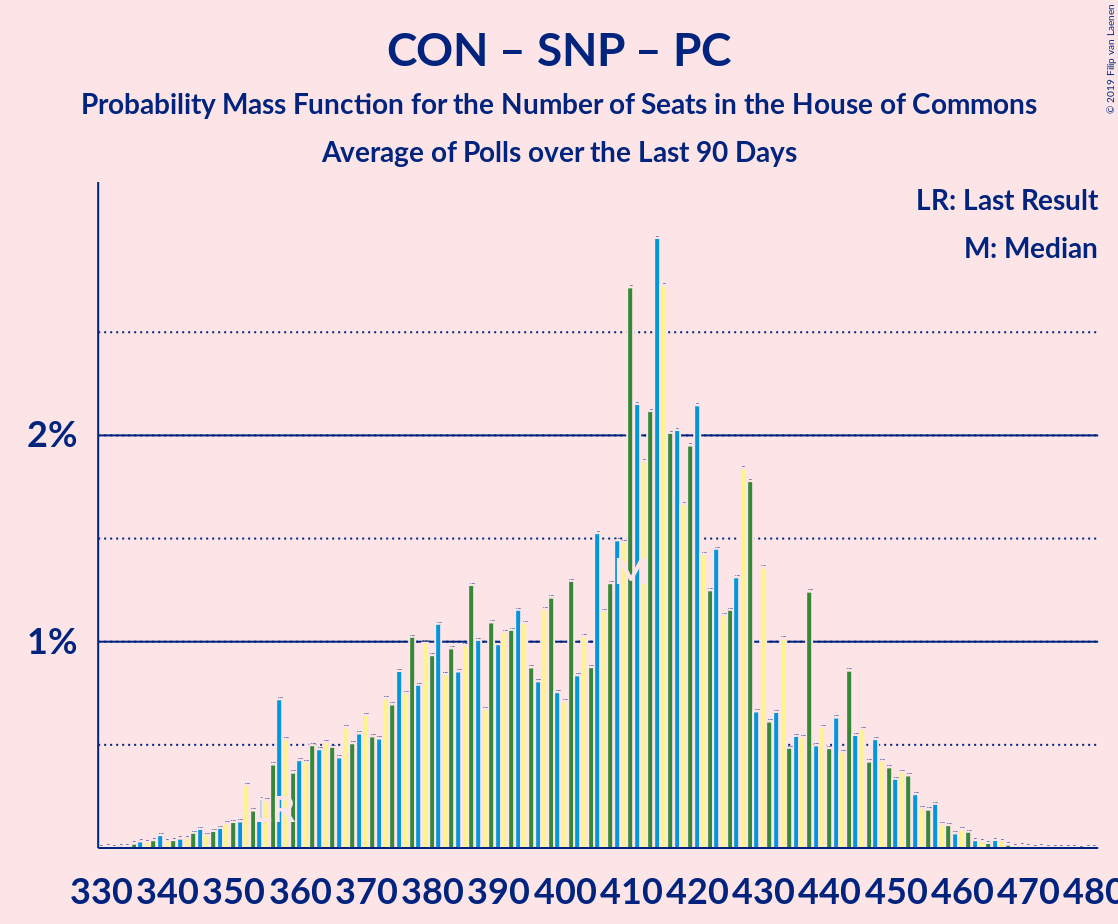 CON – SNP – PC
Probability Mass Function for the Number of Seats in the House of Commons
Average of Polls over the Last 90 Days
© 2019 Filip van Laenen
LR: Last Result
M: Median
2%
1%
LR
M
330 340 350 360 370 380 390 400 410 420 430 440 450 460 470 480